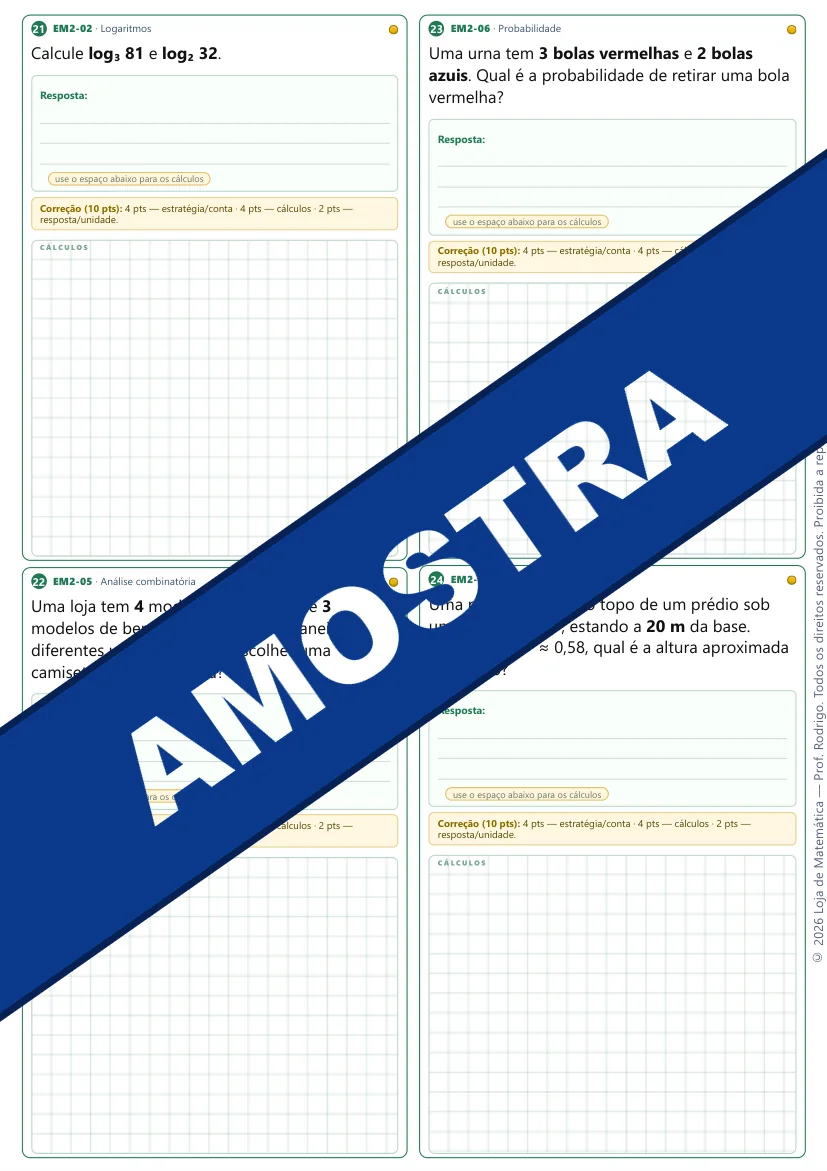 21 EM2-02 · Logaritmos
Calcule log₃ 81 e log₂ 32.
Resposta:
use o espaço abaixo para os cálculos
Correção (10 pts): 4 pts — estratégia/conta · 4 pts — cálculos · 2 pts —
resposta/unidade.
CÁLCULOS
23 EM2-06 · Probabilidade
Uma urna tem 3 bolas vermelhas e 2 bolas
azuis. Qual é a probabilidade de retirar uma bola
vermelha?
Resposta:
use o espaço abaixo para os cálculos
Correção (10 pts): 4 pts — estratégia/conta · 4 pts —
resposta/unidade.
CÁLCULOS
AMOSTRA
22 EM2-05 · Análise combinatória
Uma loja tem 4 e 3
modelos de
diferentes uma
24
Uma topo de um prédio sob
, estando a 20 m da base.
≈ 0,58, qual é a altura aproximada
cálculos · 2 pts —
use o espaço abaixo para os cálculos
Correção (10 pts): 4 pts — estratégia/conta · 4 pts — cálculos · 2 pts —
resposta/unidade.
CÁLCULOS
© 2026 Loja de Matemática — Prof. Rodrigo. Todos os direitos reservados. Proibida a